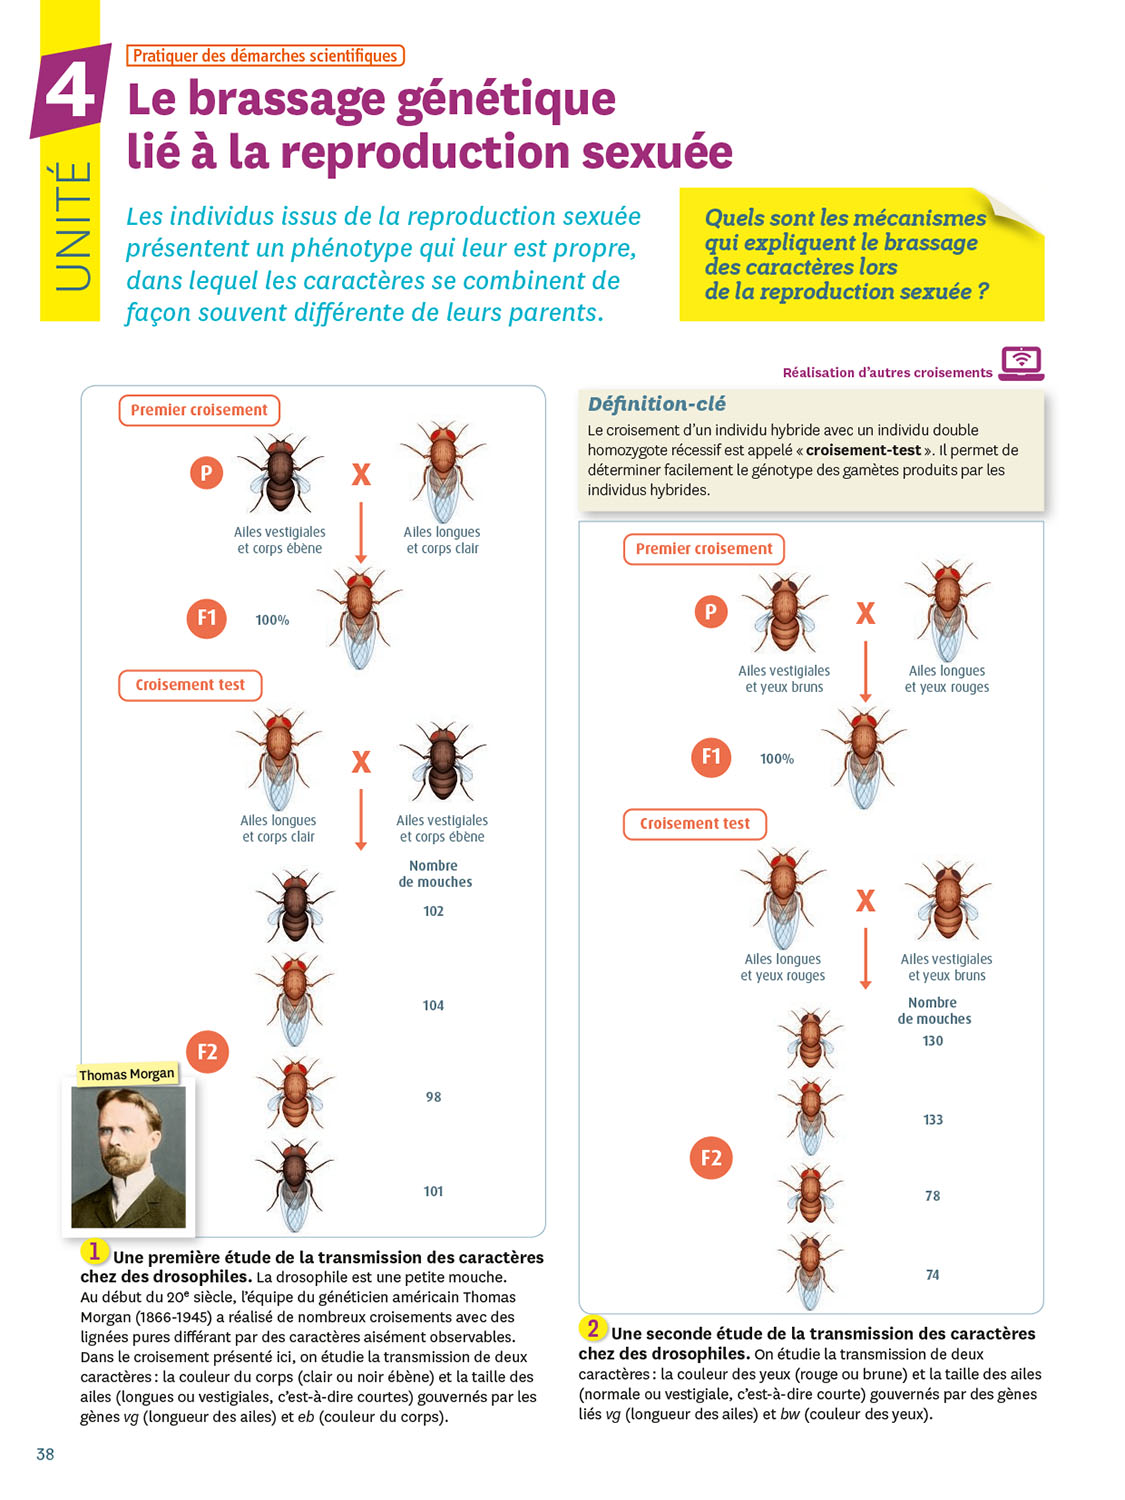 Pratiquer des démarches scientifiques
4
UNITÉ
Le brassage génétique
lié à la reproduction sexuée
Les individus issus de la reproduction sexuée
présentent un phénotype qui leur est propre,
dans lequel les caractères se combinent de
façon souvent différente de leurs parents.
Quels sont les mécanismes
qui expliquent le brassage
des caractères lors
de la reproduction sexuée ?
Réalisation d’autres croisements
Premier croisement
P
X
Ailes vestigiales
et corps ébène
Ailes longues
et corps clair
F1
100%
Croisement test
X
Ailes longues
et corps clair
Ailes vestigiales
et corps ébène
Nombre
de mouches
102
104
F2
98
101
Thomas Morgan
1 Une première étude de la transmission des caractères
chez des drosophiles. La drosophile est une petite mouche.
Au début du 20e siècle, l’équipe du généticien américain Thomas
Morgan (1866-1945) a réalisé de nombreux croisements avec des
lignées pures différant par des caractères aisément observables.
Dans le croisement présenté ici, on étudie la transmission de deux
caractères : la couleur du corps (clair ou noir ébène) et la taille des
ailes (longues ou vestigiales, c’est-à-dire courtes) gouvernés par les
gènes vg (longueur des ailes) et eb (couleur du corps).
Définition-clé
Le croisement d’un individu hybride avec un individu double
homozygote récessif est appelé « croisement-test ». Il permet de
déterminer facilement le génotype des gamètes produits par les
individus hybrides.
Premier croisement
P
X
Ailes vestigiales
et yeux bruns
Ailes longues
et yeux rouges
F1
100%
Croisement test
X
Ailes longues
et yeux rouges
Ailes vestigiales
et yeux bruns
Nombre
de mouches
130
133
F2
78
74
2 Une seconde étude de la transmission des caractères
chez des drosophiles. On étudie la transmission de deux
caractères : la couleur des yeux (rouge ou brune) et la taille des ailes
(normale ou vestigiale, c’est-à-dire courte) gouvernés par des gènes
liés vg (longueur des ailes) et bw (couleur des yeux).
38